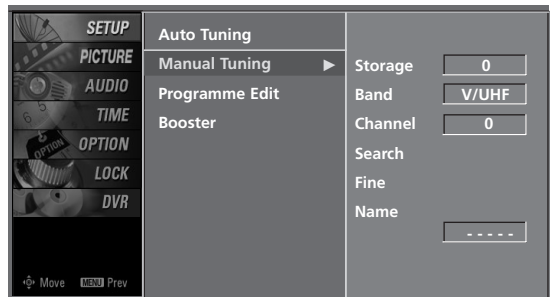 SETUP
PICTURE
AUDIO
TIME
OPTION
LOCK
DVR
Move MENU Prev
Auto Tuning
Manual Tuning ▶
Programme Edit
Booster
Storage 0
Band V/UHF
Channel 0
Search
Fine
Name
- - - - -